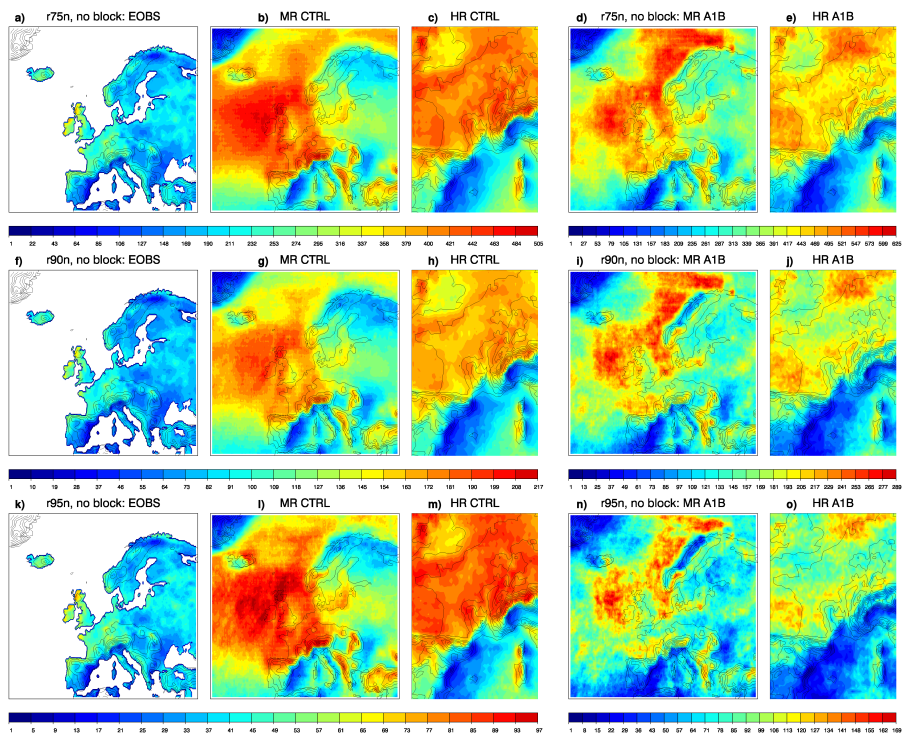 a) r75n, no block: EOBS b) MR CTRL c) HR CTRL d) r75n, no block: MR A1B e) HR A1B
1 22 43 64 85 106 127 148 169 190 211 232 253 274 295 316 337 358 379 400 421 442 463 484 505
1 27 53 79 105 131 157 183 209 235 261 287 313 339 365 391 417 443 469 495 521 547 573 599 625
f) r90n, no block: EOBS g) MR CTRL h) HR CTRL i) r90n, no block: MR A1B j) HR A1B
1 10 19 28 37 46 55 64 73 82 91 100 109 118 127 136 145 154 163 172 181 190 199 208 217
1 13 25 37 49 61 73 85 97 109 121 133 145 157 169 181 193 205 217 229 241 253 265 277 289
k) r95n, no block: EOBS l) MR CTRL m) HR CTRL n) r95n, no block: MR A1B o) HR A1B
1 5 9 13 17 21 25 29 33 37 41 45 49 53 57 61 65 69 73 77 81 85 89 93 97
1 8 15 22 29 36 43 50 57 64 71 78 85 92 99 106 113 120 127 134 141 148 155 162 169